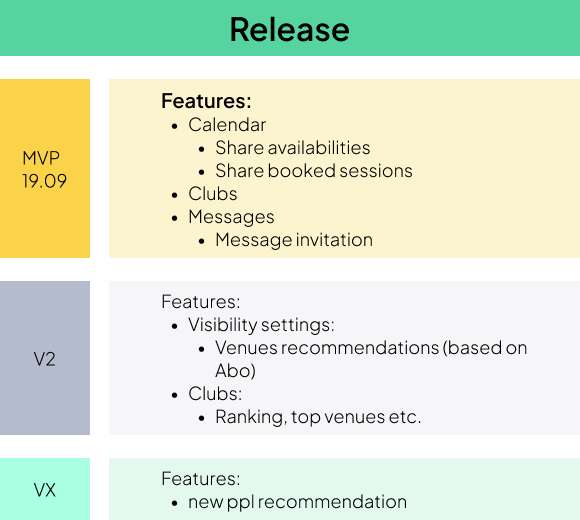 Release
MVP
19.09
Features:
• Calendar
• Share availabilities
• Share booked sessions
• Clubs
• Messages
• Message invitation
V2
Features:
• Visibility settings:
• Venues recommendations (based on
Abo)
• Clubs:
• Ranking, top venues etc.
VX
Features:
• new ppl recommendation